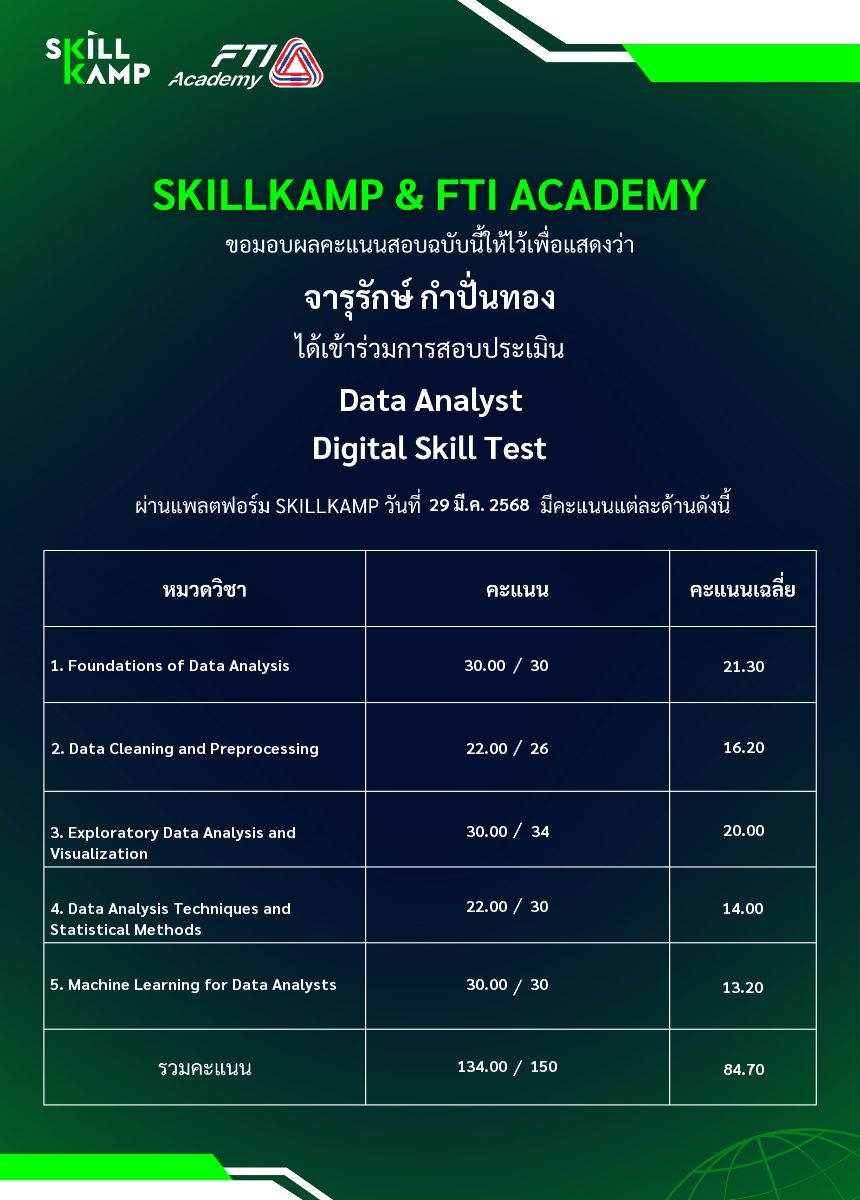 SKILL
KAMP
FTI
Academy
SKILLKAMP & FTI ACADEMY
ขอมอบผลคะแนนสอบฉบับนี้ให้ไว้เพื่อแสดงว่า
จารุรักษ์ กำปั่นทอง
ได้เข้าร่วมการสอบประเมิน
Data Analyst
Digital Skill Test
ผ่านแพลตฟอร์ม SKILLKAMP วันที่ 29 มี.ค. 2568 มีคะแนนแต่ละด้านดังนี้
หมวดวิชา คะแนน คะแนนเฉลี่ย
1. Foundations of Data Analysis 30.00 / 30 21.30
2. Data Cleaning and Preprocessing 22.00 / 26 16.20
3. Exploratory Data Analysis and 30.00 / 34 20.00
Visualization
4. Data Analysis Techniques and 22.00 / 30 14.00
Statistical Methods
5. Machine Learning for Data Analysts 30.00 / 30 13.20
รวมคะแนน 134.00 / 150 84.70